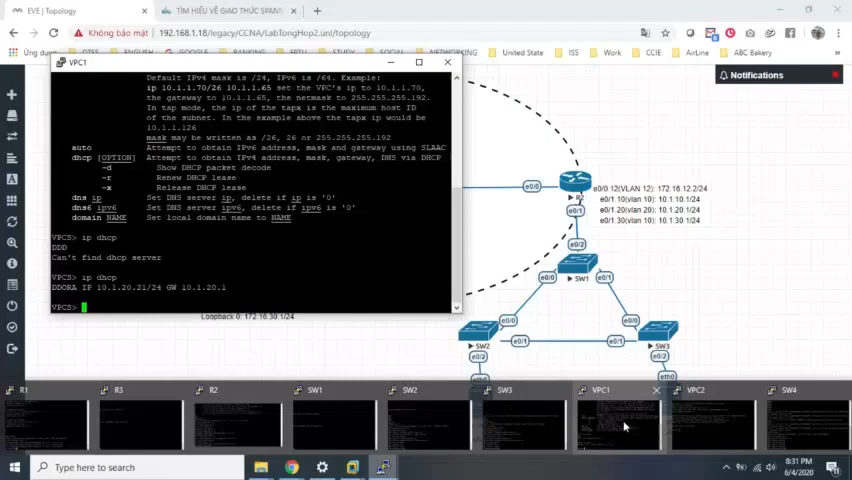 EVE | Topology
TÌM HIỂU VỀ GIAO THỨC SPANN
Không bảo mật | 192.168.1.18/legacy/CCNA/LabTongHop2.unl/topology
Ứng dụng
DTES
ENGLISH
GOOGLE
RANKING
EPTU
STUDY
SOCIAL
NETWORKING
United State
ISS
Work
CCIE
AirLine
ABC Bakery
VPC1
Notifications
Default IPv4 mask is /24, IPv6 is /64. Example:
ip 10.1.1.70/26 10.1.1.65 set the VPC's ip to 10.1.1.70,
the gateway to 10.1.1.65, the netmask to 255.255.255.192.
In tap mode, the ip of the tapx is the maximum host ID
of the subnet. In the example above the tapx ip would be
10.1.1.126
mask may be written as /26, 26 or 255.255.255.192
auto Attempt to obtain IPv6 address, mask and gateway using SLAAC
dhcp [OPTION] Attempt to obtain IPv4 address, mask, gateway, DNS via DHCP
-d Show DHCP packet decode
-r Renew DHCP lease
-x Release DHCP lease
dns ip Set DNS server ip, delete if ip is '0'
dns6 ipv6 Set DNS server ipv6, delete if ipv6 is '0'
domain NAME Set local domain name to NAME
VPCS> ip dhcp
DDD
Can't find dhcp server
VPCS> ip dhcp
DDORA IP 10.1.20.21/24 GW 10.1.20.1
VPCS>
e0/0
R2
e0/0.12(VLAN 12): 172.16.12.2/24
e0/1.10(vlan 10): 10.1.10.1/24
e0/1.20(vlan 20): 10.1.20.1/24
e0/1.30(vlan 10): 10.1.30.1/24
e0/1
e0/2
SW1
e0/0
e0/1
Loopback 0: 172.16.30.1/24
e0/0
e0/0
SW2
e0/1
e0/1
SW3
e0/2
e0/2
eth0
eth0
R1
R3
R2
SW1
SW2
SW3
VPC1
VPC2
SW4
Type here to search
8:31 PM
6/4/2020